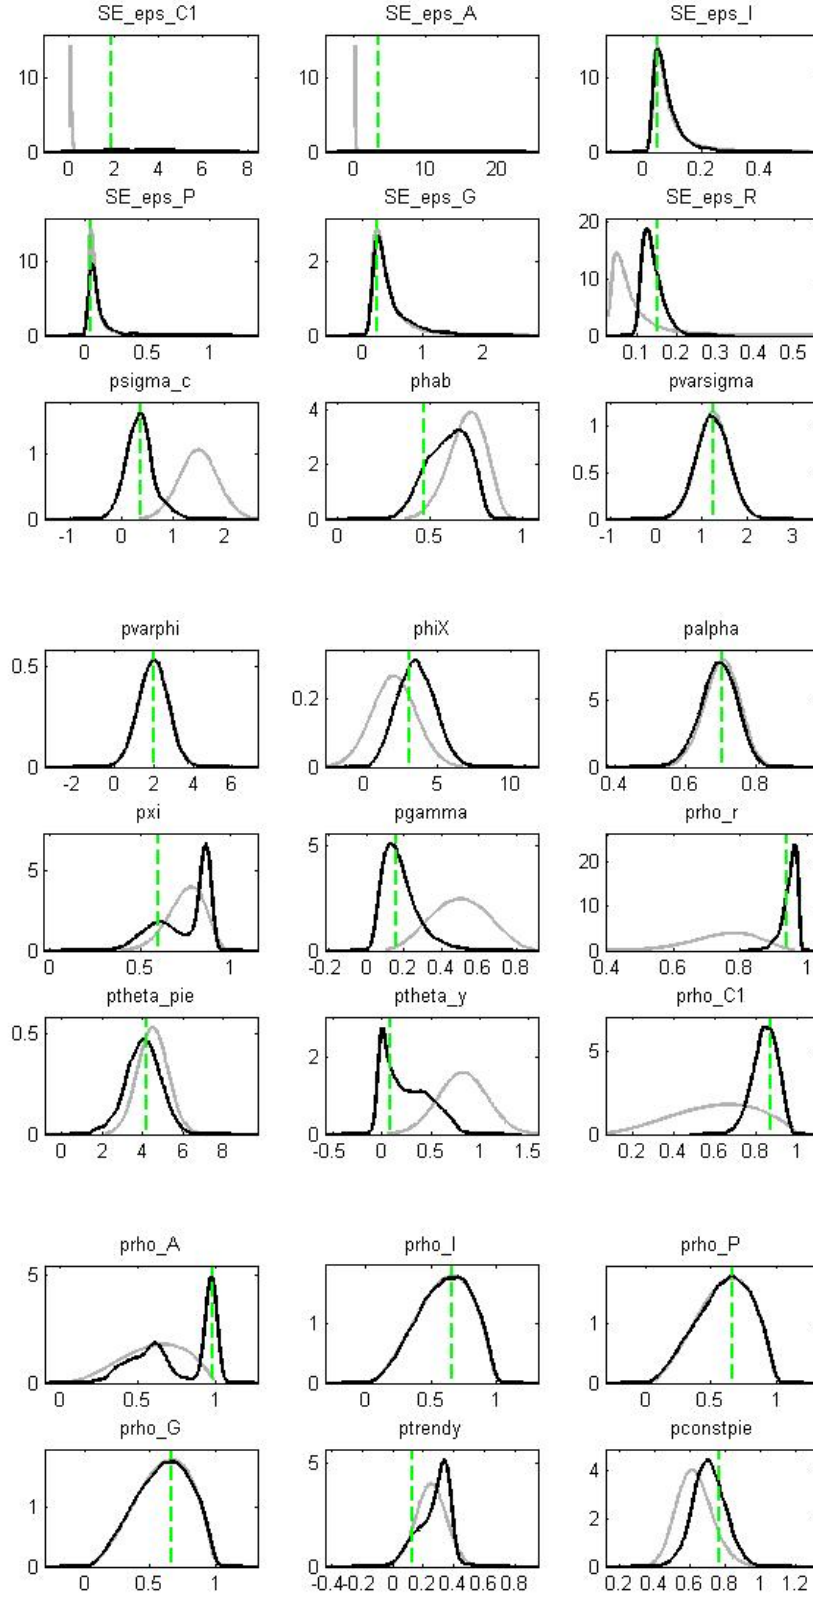 SE_eps_C1 SE_eps_A SE_eps_I
10 10 10
0 0 0
0 2 4 6 8 0 10 20 0 0.2 0.4
SE_eps_P SE_eps_G SE_eps_R
10 2 20
10
0 0 0
0 0.5 1 0 1 2 0.1 0.2 0.3 0.4 0.5
psigma_c phab pvarsigma
1 4 1
2 0.5
0 0 0
-1 0 1 2 0 0.5 1 -1 0 1 2 3
pvarphi phiX palpha
0.5 0.2 5
0 0 0
-2 0 2 4 6 0 5 10 0.4 0.6 0.8
pxi pgamma prho_r
5 5 20
10
0 0 0
0 0.5 1 -0.2 0 0.2 0.4 0.6 0.8 0.4 0.6 0.8 1
ptheta_pie ptheta_y prho_C1
0.5 2 5
0 0 0
0 2 4 6 8 -0.5 0 0.5 1 1.5 0.2 0.4 0.6 0.8 1
prho_A prho_I prho_P
5 1 1
0 0 0
0 0.5 1 0 0.5 1 0 0.5 1
prho_G ptrendy pconstpie
1 5 4
2
0 0 0
0 0.5 1 -0.4-0.2 0 0.2 0.4 0.6 0.8 0.2 0.4 0.6 0.8 1 1.2